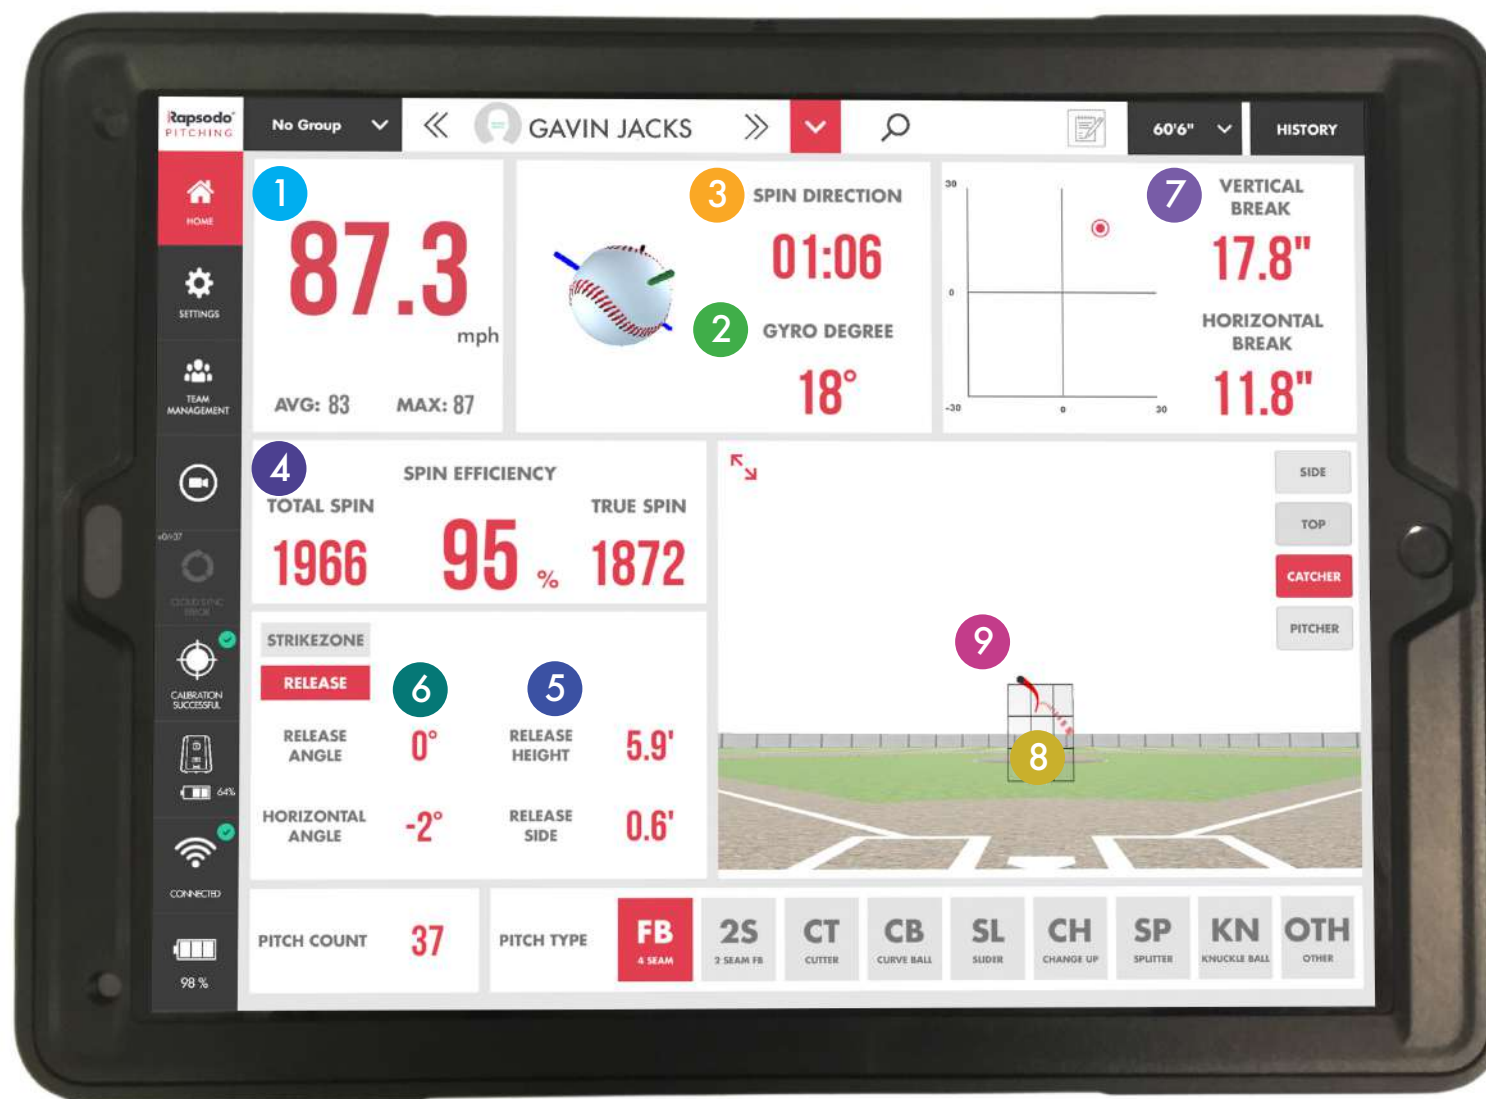 Rapsodo
PITCHING
No Group
GAVIN JACKS
60'6"
HISTORY
HOME
SETTINGS
TEAM
MANAGEMENT
CLOUD SYNC
ERROR
CALIBRATION
SUCCESSFUL
64%
CONNECTED
98 %
1
87.3
mph
AVG: 83
MAX: 87
3
SPIN DIRECTION
01:06
2
GYRO DEGREE
18°
30
0
-30
0
30
7
VERTICAL
BREAK
17.8"
HORIZONTAL
BREAK
11.8"
4
SPIN EFFICIENCY
TOTAL SPIN
TRUE SPIN
1966
95 %
1872
STRIKEZONE
RELEASE
6
5
RELEASE
ANGLE
0°
RELEASE
HEIGHT
5.9'
HORIZONTAL
ANGLE
-2°
RELEASE
SIDE
0.6'
SIDE
TOP
CATCHER
PITCHER
9
8
PITCH COUNT
37
PITCH TYPE
FB
4 SEAM
2S
2 SEAM FB
CT
CUTTER
CB
CURVE BALL
SL
SLIDER
CH
CHANGE UP
SP
SPLITTER
KN
KNUCKLE BALL
OTH
OTHER